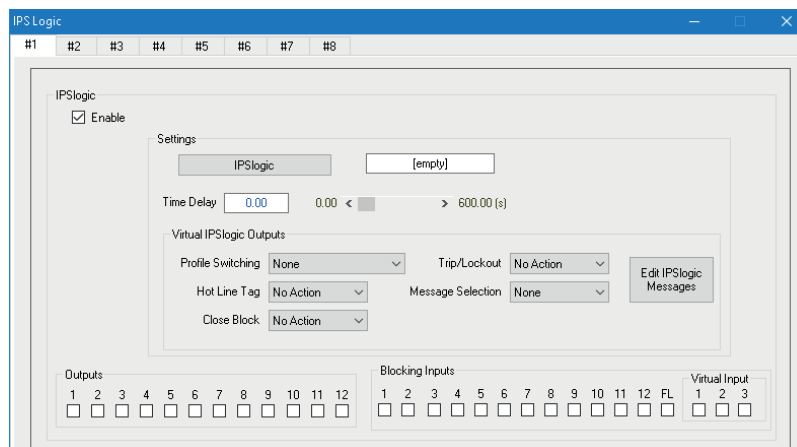 IPS Logic
#1 #2 #3 #4 #5 #6 #7 #8
IPSlogic
Enable
Settings
IPSlogic [empty]
Time Delay 0.00 0.00 600.00 (s)
Virtual IPSlogic Outputs
Profile Switching None Trip/Lockout No Action
Edit IPSlogic
Messages
Hot Line Tag No Action Message Selection None
Close Block No Action
Outputs
1 2 3 4 5 6 7 8 9 10 11 12
Blocking Inputs
1 2 3 4 5 6 7 8 9 10 11 12 FL
Virtual Input
1 2 3